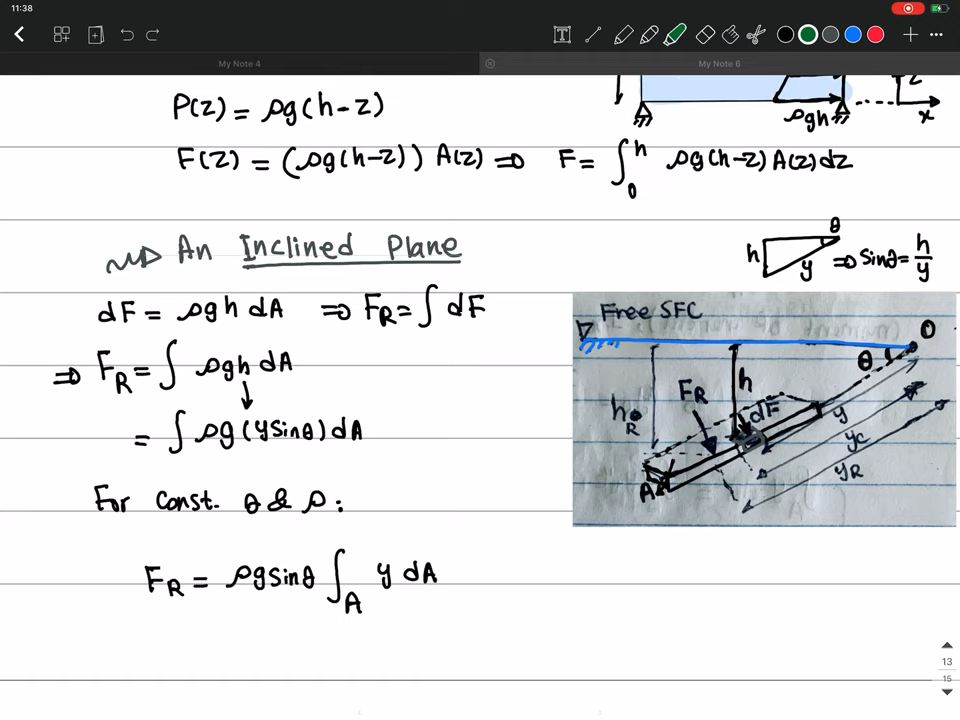 11:38
My Note 4
My Note 6
P(z) = ρg(h-z)
ρgh
z
x
F(z) = (ρg(h-z)) A(z) ⇒ F = ∫₀ʰ ρg(h-z) A(z) dz
An Inclined Plane
h θ y ⇒ Sinθ = h/y
dF = ρgh dA ⇒ F_R = ∫ dF
⇒ F_R = ∫ ρgh dA
= ∫ ρg(y sinθ) dA
For Const. θ & ρ :
F_R = ρg sinθ ∫_A y dA
Free SFC
O
θ
h
F_R
dF
h_R
y
yc
yR
A
13
15